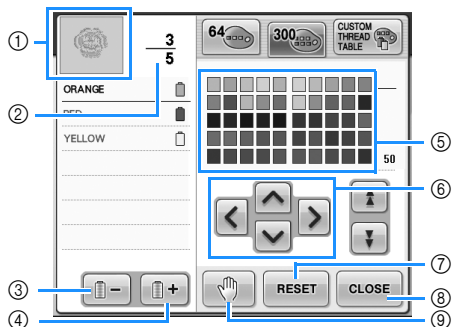 ①
3
5
②
64
300
CUSTOM
THREAD
TABLE
ORANGE
RED
YELLOW
⑤
50
⑥
③
④
⑦
RESET
CLOSE
⑧
⑨